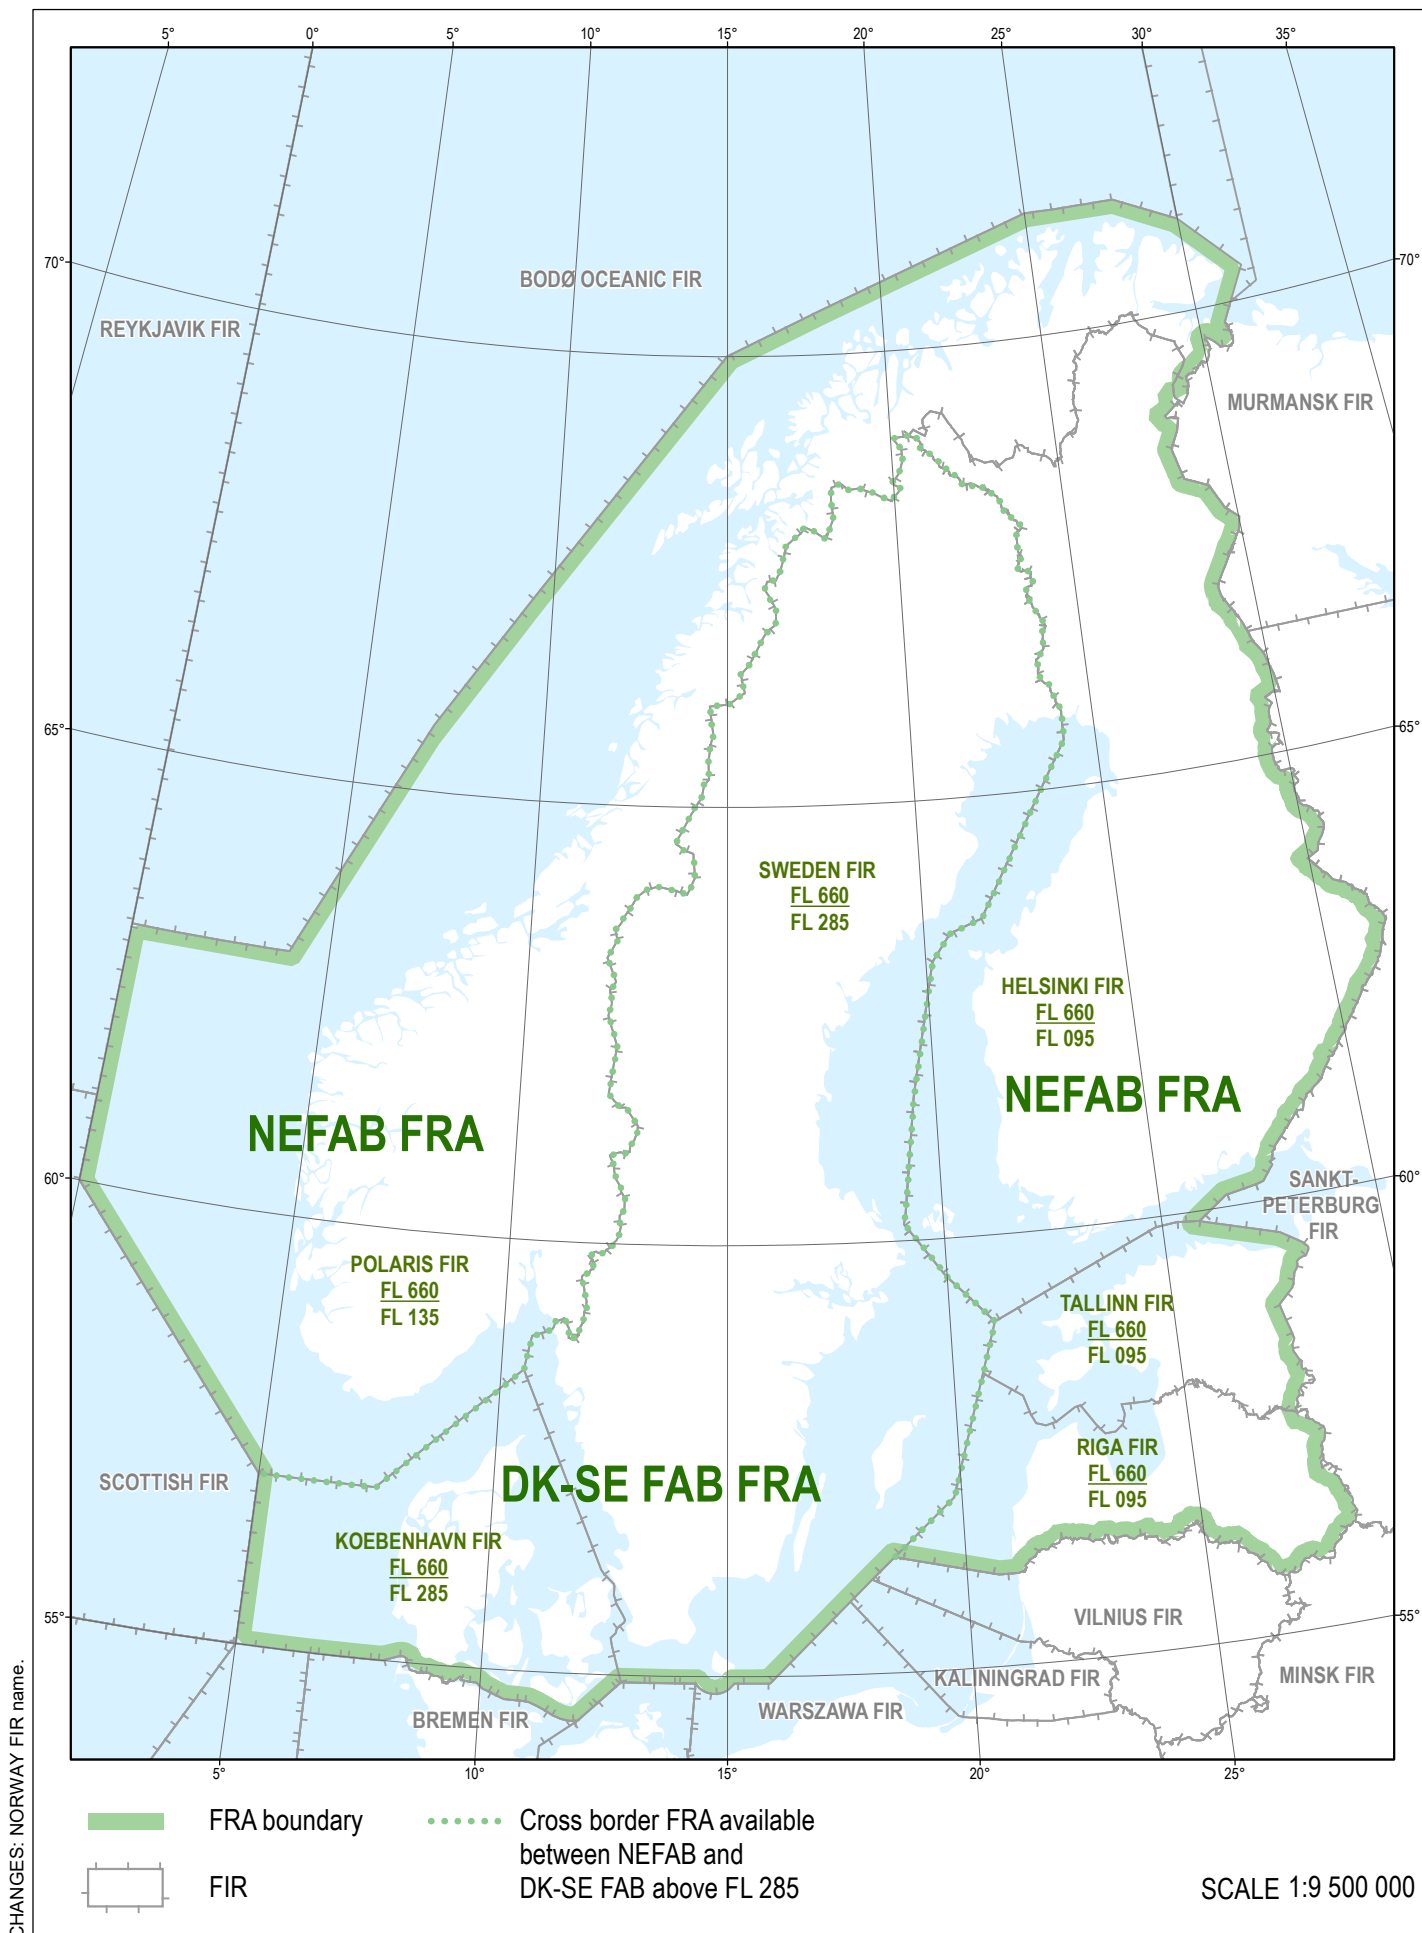 5° 0° 5° 10° 15° 20° 25° 30° 35°
70° 70°
BODØ OCEANIC FIR
REYKJAVIK FIR
MURMANSK FIR
65° 65°
SWEDEN FIR
FL 660
FL 285
HELSINKI FIR
FL 660
FL 095
NEFAB FRA
NEFAB FRA
60° 60°
SANKT-
PETERBURG
FIR
POLARIS FIR
FL 660
FL 135
TALLINN FIR
FL 660
FL 095
RIGA FIR
FL 660
FL 095
SCOTTISH FIR
DK-SE FAB FRA
KOEBENHAVN FIR
FL 660
FL 285
55° 55°
VILNIUS FIR
KALININGRAD FIR
MINSK FIR
WARSZAWA FIR
BREMEN FIR
5° 10° 15° 20° 25°
CHANGES: NORWAY FIR name.
FRA boundary
FIR
Cross border FRA available
between NEFAB and
DK-SE FAB above FL 285
SCALE 1:9 500 000